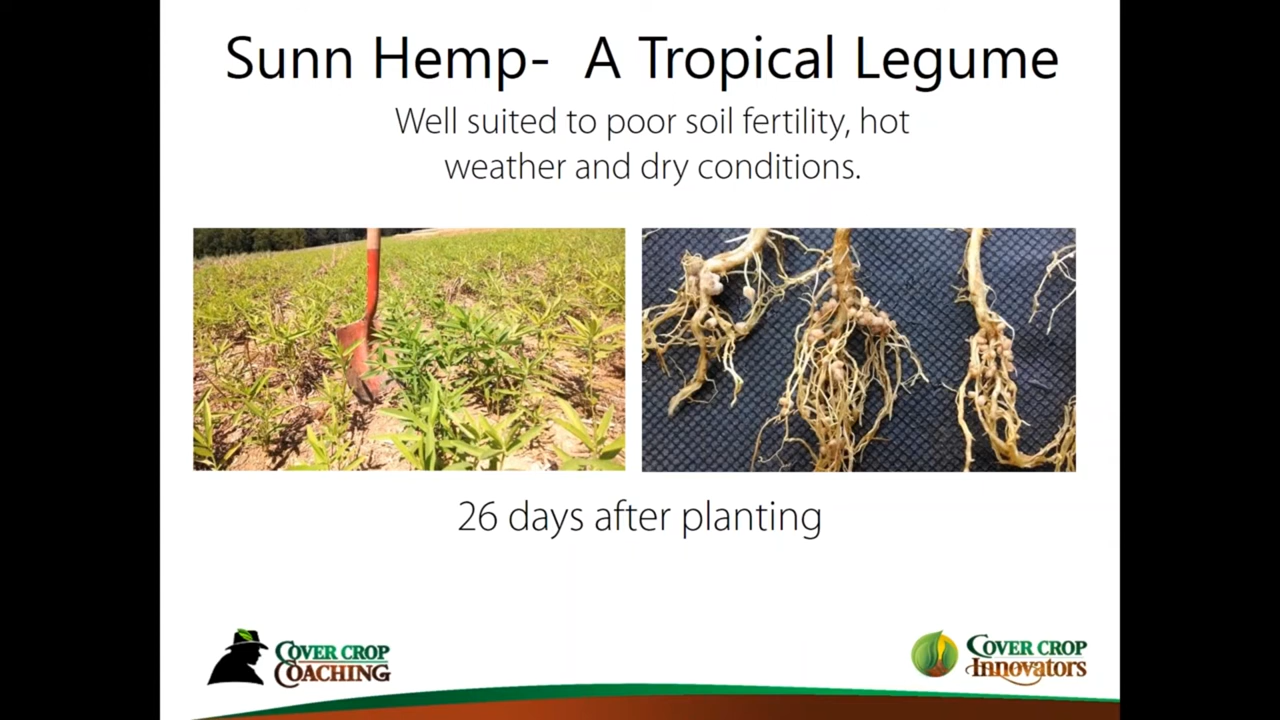 Sunn Hemp-  A Tropical Legume
Well suited to poor soil fertility, hot
weather and dry conditions.
26 days after planting
COVER CROP
COACHING
COVER CROP
Innovators